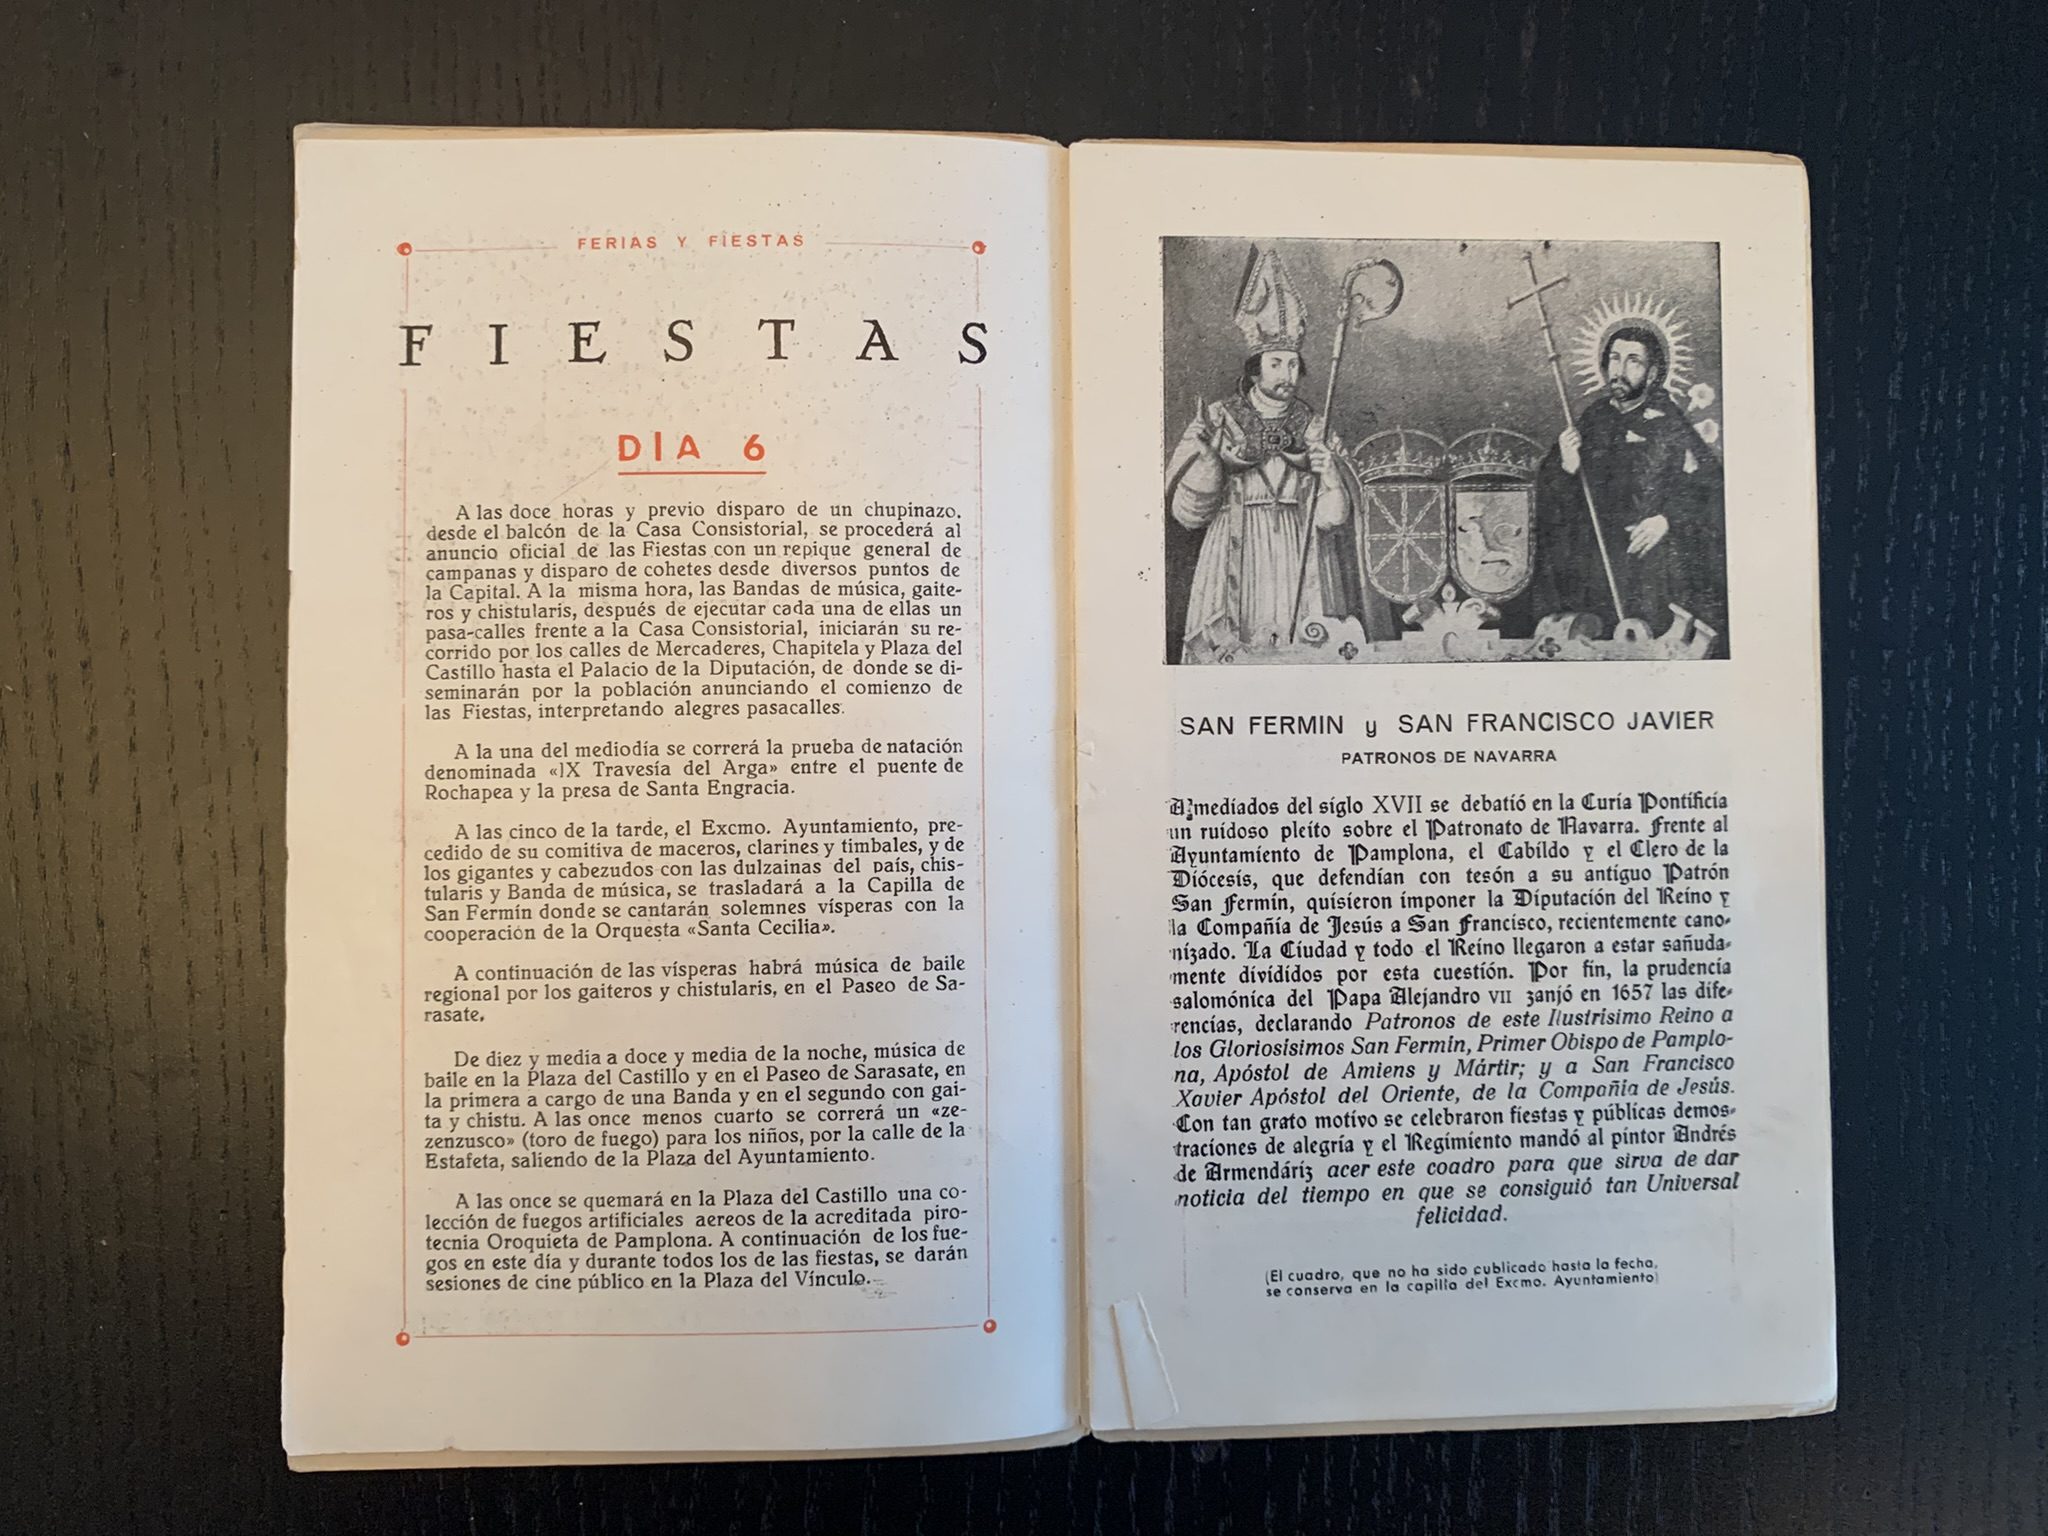 FERIAS Y FIESTAS
FIESTAS
DÍA 6
A las doce horas y previo disparo de un chupinazo.
desde el balcón de la Casa Consistorial, se procederá al
anuncio oficial de las Fiestas con un repique general de
campanas y disparo de cohetes desde diversos puntos de
la Capital. A la misma hora, las Bandas de música, gaite-
ros y chistularis, después de ejecutar cada una de ellas un
pasa-calles frente a la Casa Consistorial, iniciarán su re-
corrido por los calles de Mercaderes, Chapitela y Plaza del
Castillo hasta el Palacio de la Diputación, de donde se di-
seminarán por la población anunciando el comienzo de
las Fiestas, interpretando alegres pasacalles.
A la una del mediodía se correrá la prueba de natación
denominada «IX Travesía del Arga» entre el puente de
Rochapea y la presa de Santa Engracia.
A las cinco de la tarde, el Excmo. Ayuntamiento, pre-
cedido de su comitiva de maceros, clarines y timbales, y de
los gigantes y cabezudos con las dulzainas del país, chis-
tularis y Banda de música, se trasladará a la Capilla de
San Fermín donde se cantarán solemnes vísperas con la
cooperación de la Orquesta «Santa Cecilia».
A continuación de las vísperas habrá música de baile
regional por los gaiteros y chistularis, en el Paseo de Sa-
rasate.
De diez y media a doce y media de la noche, música de
baile en la Plaza del Castillo y en el Paseo de Sarasate, en
la primera a cargo de una Banda y en el segundo con gai-
ta y chistu. A las once menos cuarto se correrá un «ze-
zenzusco» (toro de fuego) para los niños, por la calle de la
Estafeta, saliendo de la Plaza del Ayuntamiento.
A las once se quemará en la Plaza del Castillo una co-
lección de fuegos artificiales aereos de la acreditada piro-
tecnia Oroquieta de Pamplona. A continuación de los fue-
gos en este día y durante todos los de las fiestas, se darán
sesiones de cine público en la Plaza del Vínculo.
SAN FERMIN y SAN FRANCISCO JAVIER
PATRONOS DE NAVARRA
A mediados del siglo XVII se debatió en la Curia Pontificia
un ruidoso pleito sobre el Patronato de Navarra. Frente al
Ayuntamiento de Pamplona, el Cabildo y el Clero de la
Diócesis, que defendían con tesón a su antiguo Patrón
San Fermín, quisieron imponer la Diputación del Reino y
la Compañía de Jesús a San Francisco, recientemente cano-
nizado. La Ciudad y todo el Reino llegaron a estar sañuda-
mente divididos por esta cuestión. Por fin, la prudencia
salomónica del Papa Alejandro VII zanjó en 1657 las dife-
rencias, declarando Patronos de este Ilustrísimo Reino a
los Gloriosísimos San Fermín, Primer Obispo de Pamplo-
na, Apóstol de Amiens y Mártir; y a San Francisco
Xavier Apóstol del Oriente, de la Compañía de Jesús.
Con tan grato motivo se celebraron fiestas y públicas demos-
traciones de alegría y el Regimiento mandó al pintor Andrés
de Armendáriz acer este coadro para que sirva de dar
noticia del tiempo en que se consiguió tan Universal
felicidad.
(El cuadro, que no ha sido publicado hasta la fecha,
se conserva en la capilla del Excmo. Ayuntamiento)